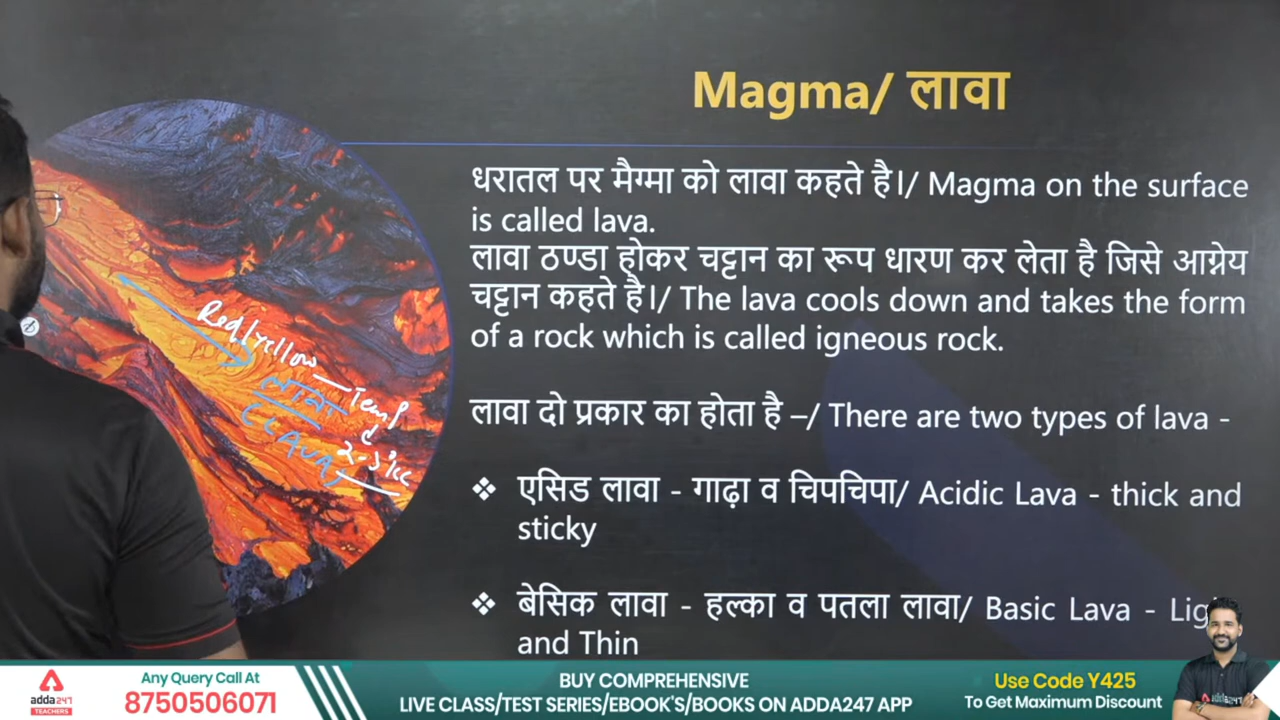 Magma/ लावा
धरातल पर मैग्मा को लावा कहते है।/ Magma on the surface
is called lava.
लावा ठण्डा होकर चट्टान का रूप धारण कर लेता है जिसे आग्नेय
चट्टान कहते है।/ The lava cools down and takes the form
of a rock which is called igneous rock.
लावा दो प्रकार का होता है –/ There are two types of lava -
❖ एसिड लावा - गाढ़ा व चिपचिपा/ Acidic Lava - thick and
sticky
❖ बेसिक लावा - हल्का व पतला लावा/ Basic Lava -
and Thin
Red/yellow
Temp
लावा
LAVA
adda247
TEACHERS
Any Query Call At
8750506071
BUY COMPREHENSIVE
LIVE CLASS/TEST SERIES/EBOOK'S/BOOKS ON ADDA247 APP
Use Code Y425
To Get Maximum Discount